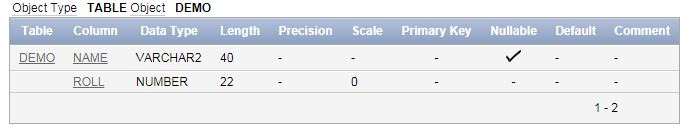 Object Type TABLE Object DEMO
Table Column Data Type Length Precision Scale Primary Key Nullable Default Comment
DEMO NAME VARCHAR2 40 - - - ✓ - -
ROLL NUMBER 22 - 0 - - - -
1 - 2